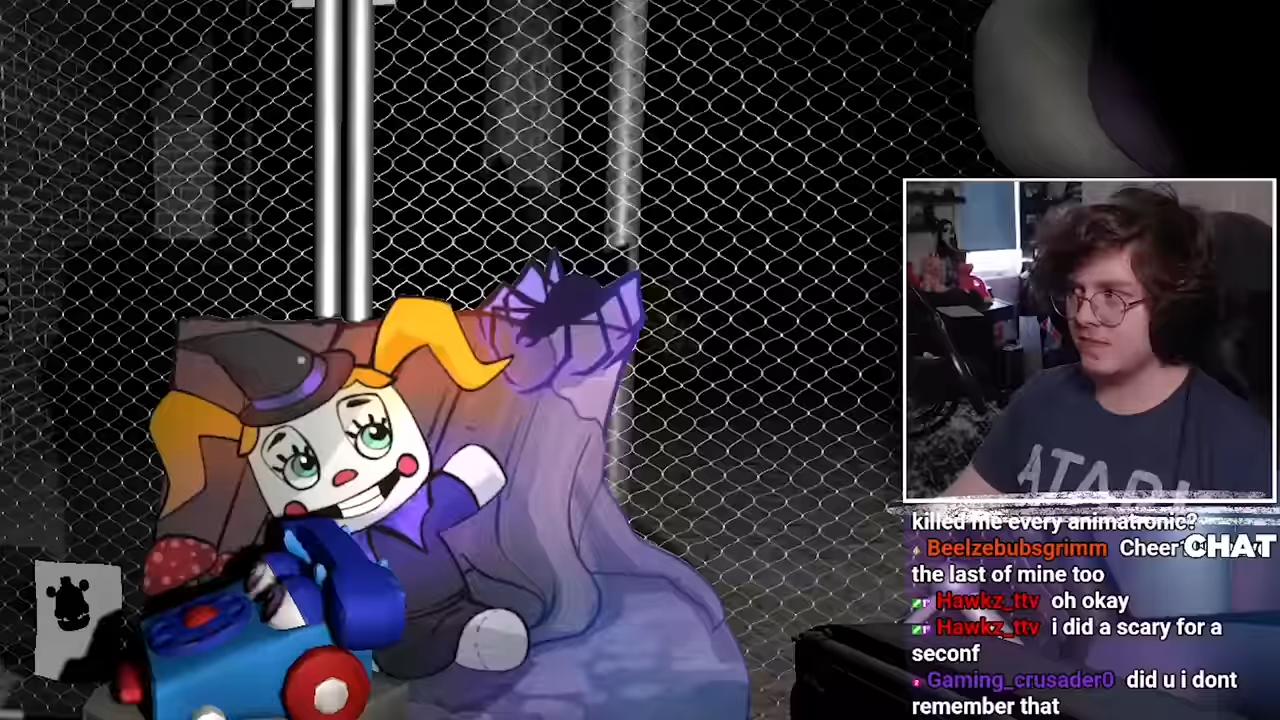 ATARI
killed me every animatronic?
Beelzebubsgrimm Cheer
CHAT
the last of mine too
Hawkz_ttv oh okay
Hawkz_ttv i did a scary for a
seconf
Gaming_crusader0 did u i dont
remember that